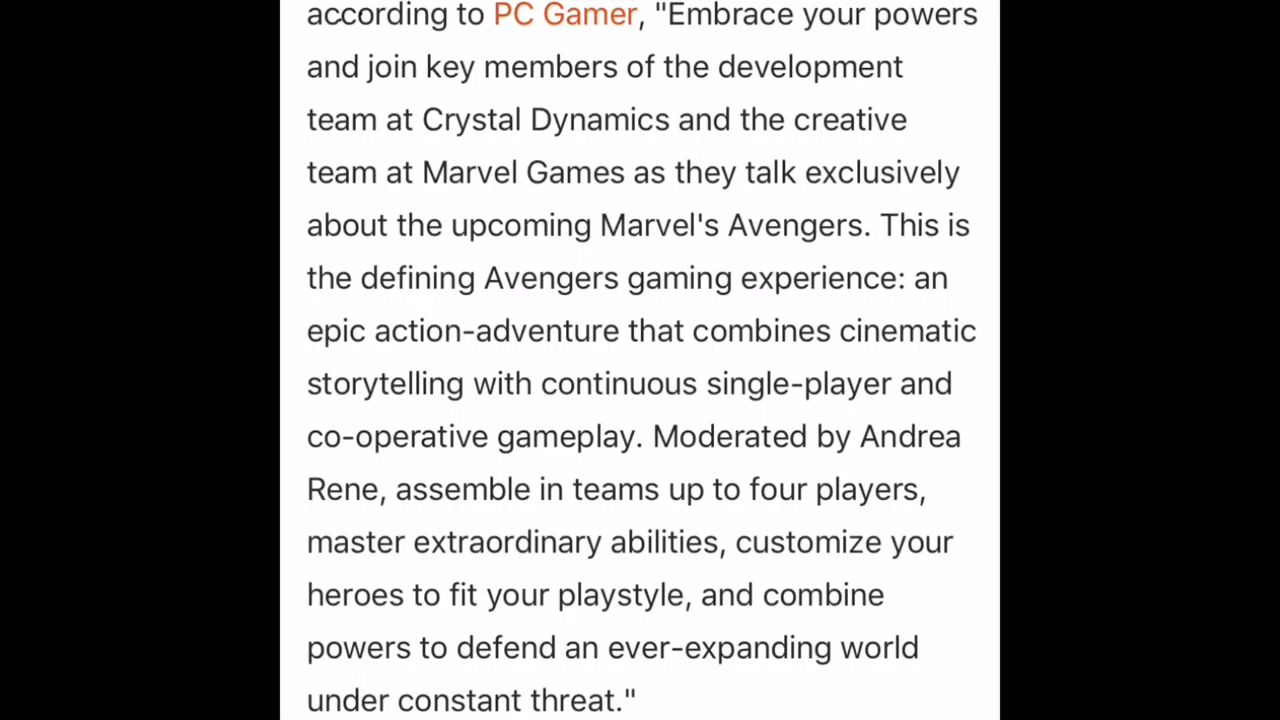 according to PC Gamer, "Embrace your powers
and join key members of the development
team at Crystal Dynamics and the creative
team at Marvel Games as they talk exclusively
about the upcoming Marvel's Avengers. This is
the defining Avengers gaming experience: an
epic action-adventure that combines cinematic
storytelling with continuous single-player and
co-operative gameplay. Moderated by Andrea
Rene, assemble in teams up to four players,
master extraordinary abilities, customize your
heroes to fit your playstyle, and combine
powers to defend an ever-expanding world
under constant threat."